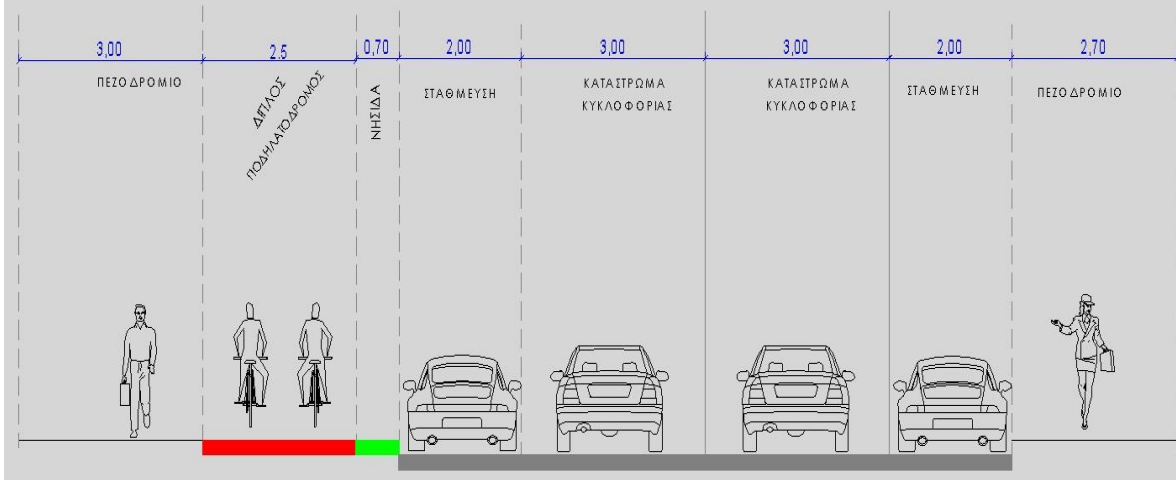 3,00
2.5
0,70
2,00
3,00
3,00
2,00
2,70
ΠΕΖΟΔΡΟΜΙΟ
ΔΙΠΛΟΣ
ΠΟΔΗΛΑΤΟΔΡΟΜΟΣ
ΝΗΣΙΔΑ
ΣΤΑΘΜΕΥΣΗ
ΚΑΤΑΣΤΡΩΜΑ
ΚΥΚΛΟΦΟΡΙΑΣ
ΚΑΤΑΣΤΡΩΜΑ
ΚΥΚΛΟΦΟΡΙΑΣ
ΣΤΑΘΜΕΥΣΗ
ΠΕΖΟΔΡΟΜΙΟ